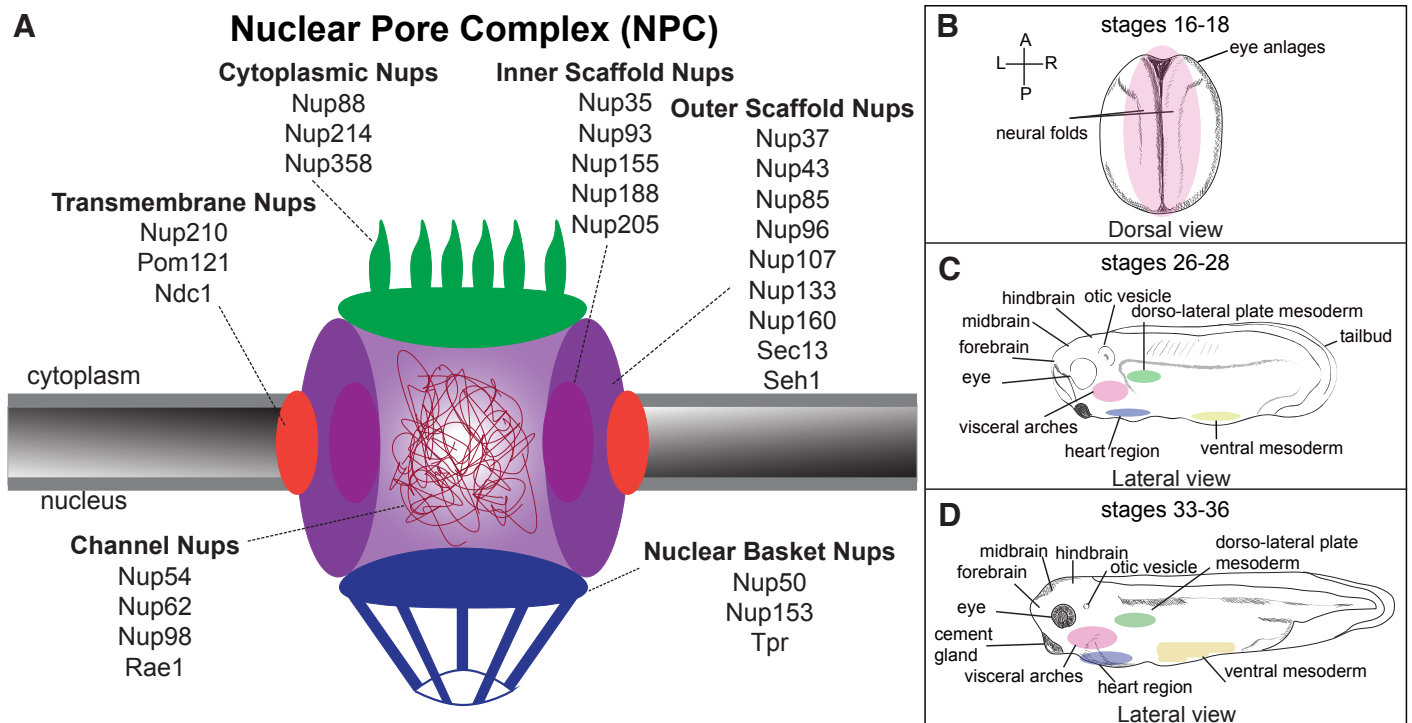 A
Nuclear Pore Complex (NPC)
Cytoplasmic Nups
Nup88
Nup214
Nup358
Inner Scaffold Nups
Nup35
Nup93
Nup155
Nup188
Nup205
Outer Scaffold Nups
Nup37
Nup43
Nup85
Nup96
Nup107
Nup133
Nup160
Sec13
Seh1
Transmembrane Nups
Nup210
Pom121
Ndc1
cytoplasm
nucleus
Channel Nups
Nup54
Nup62
Nup98
Rae1
Nuclear Basket Nups
Nup50
Nup153
Tpr
B
stages 16-18
A
L
R
P
eye anlages
neural folds
Dorsal view
C
stages 26-28
hindbrain
otic vesicle
midbrain
dorso-lateral plate mesoderm
forebrain
tailbud
eye
visceral arches
heart region
ventral mesoderm
Lateral view
D
stages 33-36
midbrain
hindbrain
dorso-lateral plate
mesoderm
forebrain
otic vesicle
eye
cement
gland
visceral arches
ventral mesoderm
heart region
Lateral view